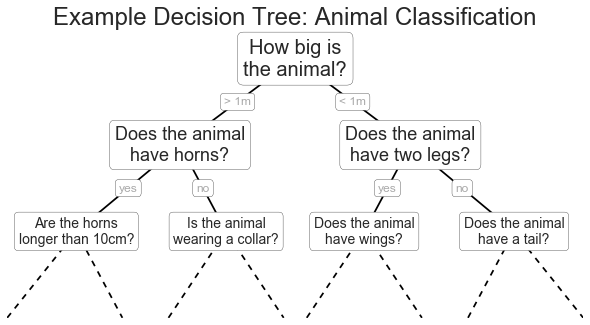 Example Decision Tree: Animal Classification
How big is
the animal?
> 1m
< 1m
Does the animal
have horns?
Does the animal
have two legs?
yes
no
yes
no
Are the horns
longer than 10cm?
Is the animal
wearing a collar?
Does the animal
have wings?
Does the animal
have a tail?